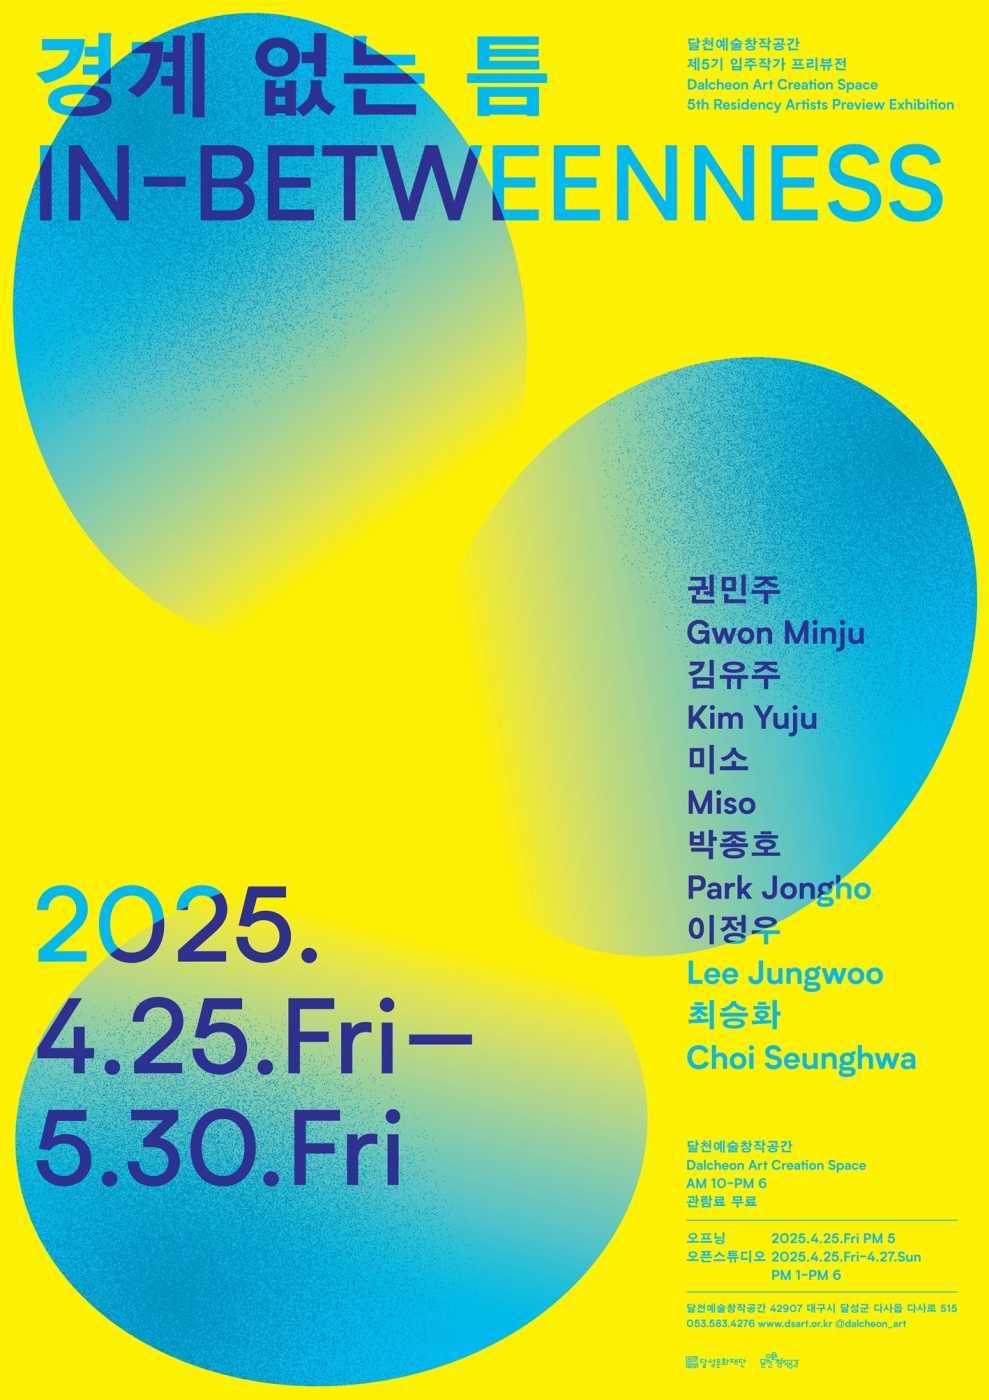 경계 없는 틈
IN-BETWEENNESS
달천예술창작공간
제5기 입주작가 프리뷰전
Dalcheon Art Creation Space
5th Residency Artists Preview Exhibition
권민주
Gwon Minju
김유주
Kim Yuju
미소
Miso
박종호
Park Jongho
이정우
Lee Jungwoo
최승화
Choi Seunghwa
2025.
4.25.Fri–
5.30.Fri
달천예술창작공간
Dalcheon Art Creation Space
AM 10-PM 6
관람료 무료
오프닝 2025.4.25.Fri PM 5
오픈스튜디오 2025.4.25.Fri-4.27.Sun
PM 1-PM 6
달천예술창작공간 42907 대구시 달성군 다사읍 다사로 515
053.583.4276 www.dsart.or.kr @dalcheon_art
달성문화재단